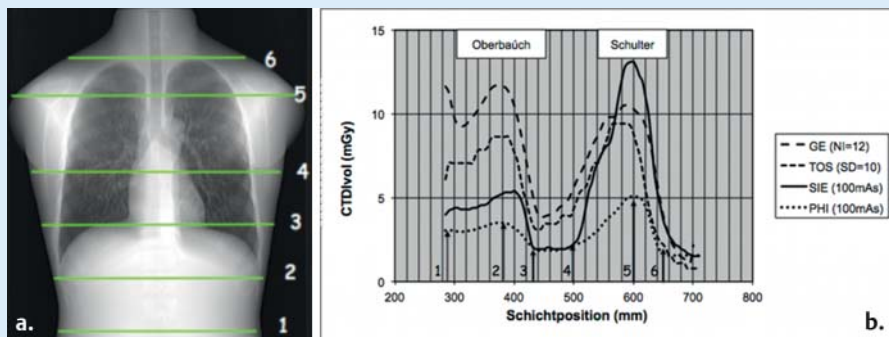 6
5
4
3
2
1
a.
Oberbaúch
Schulter
CTDIvol (mGy)
15
10
5
0
1
2
3
4
5
6
200
300
400
500
600
700
800
Schichtposition (mm)
GE (NI=12)
TOS (SD=10)
SIE (100mAs)
PHI (100mAs)
b.